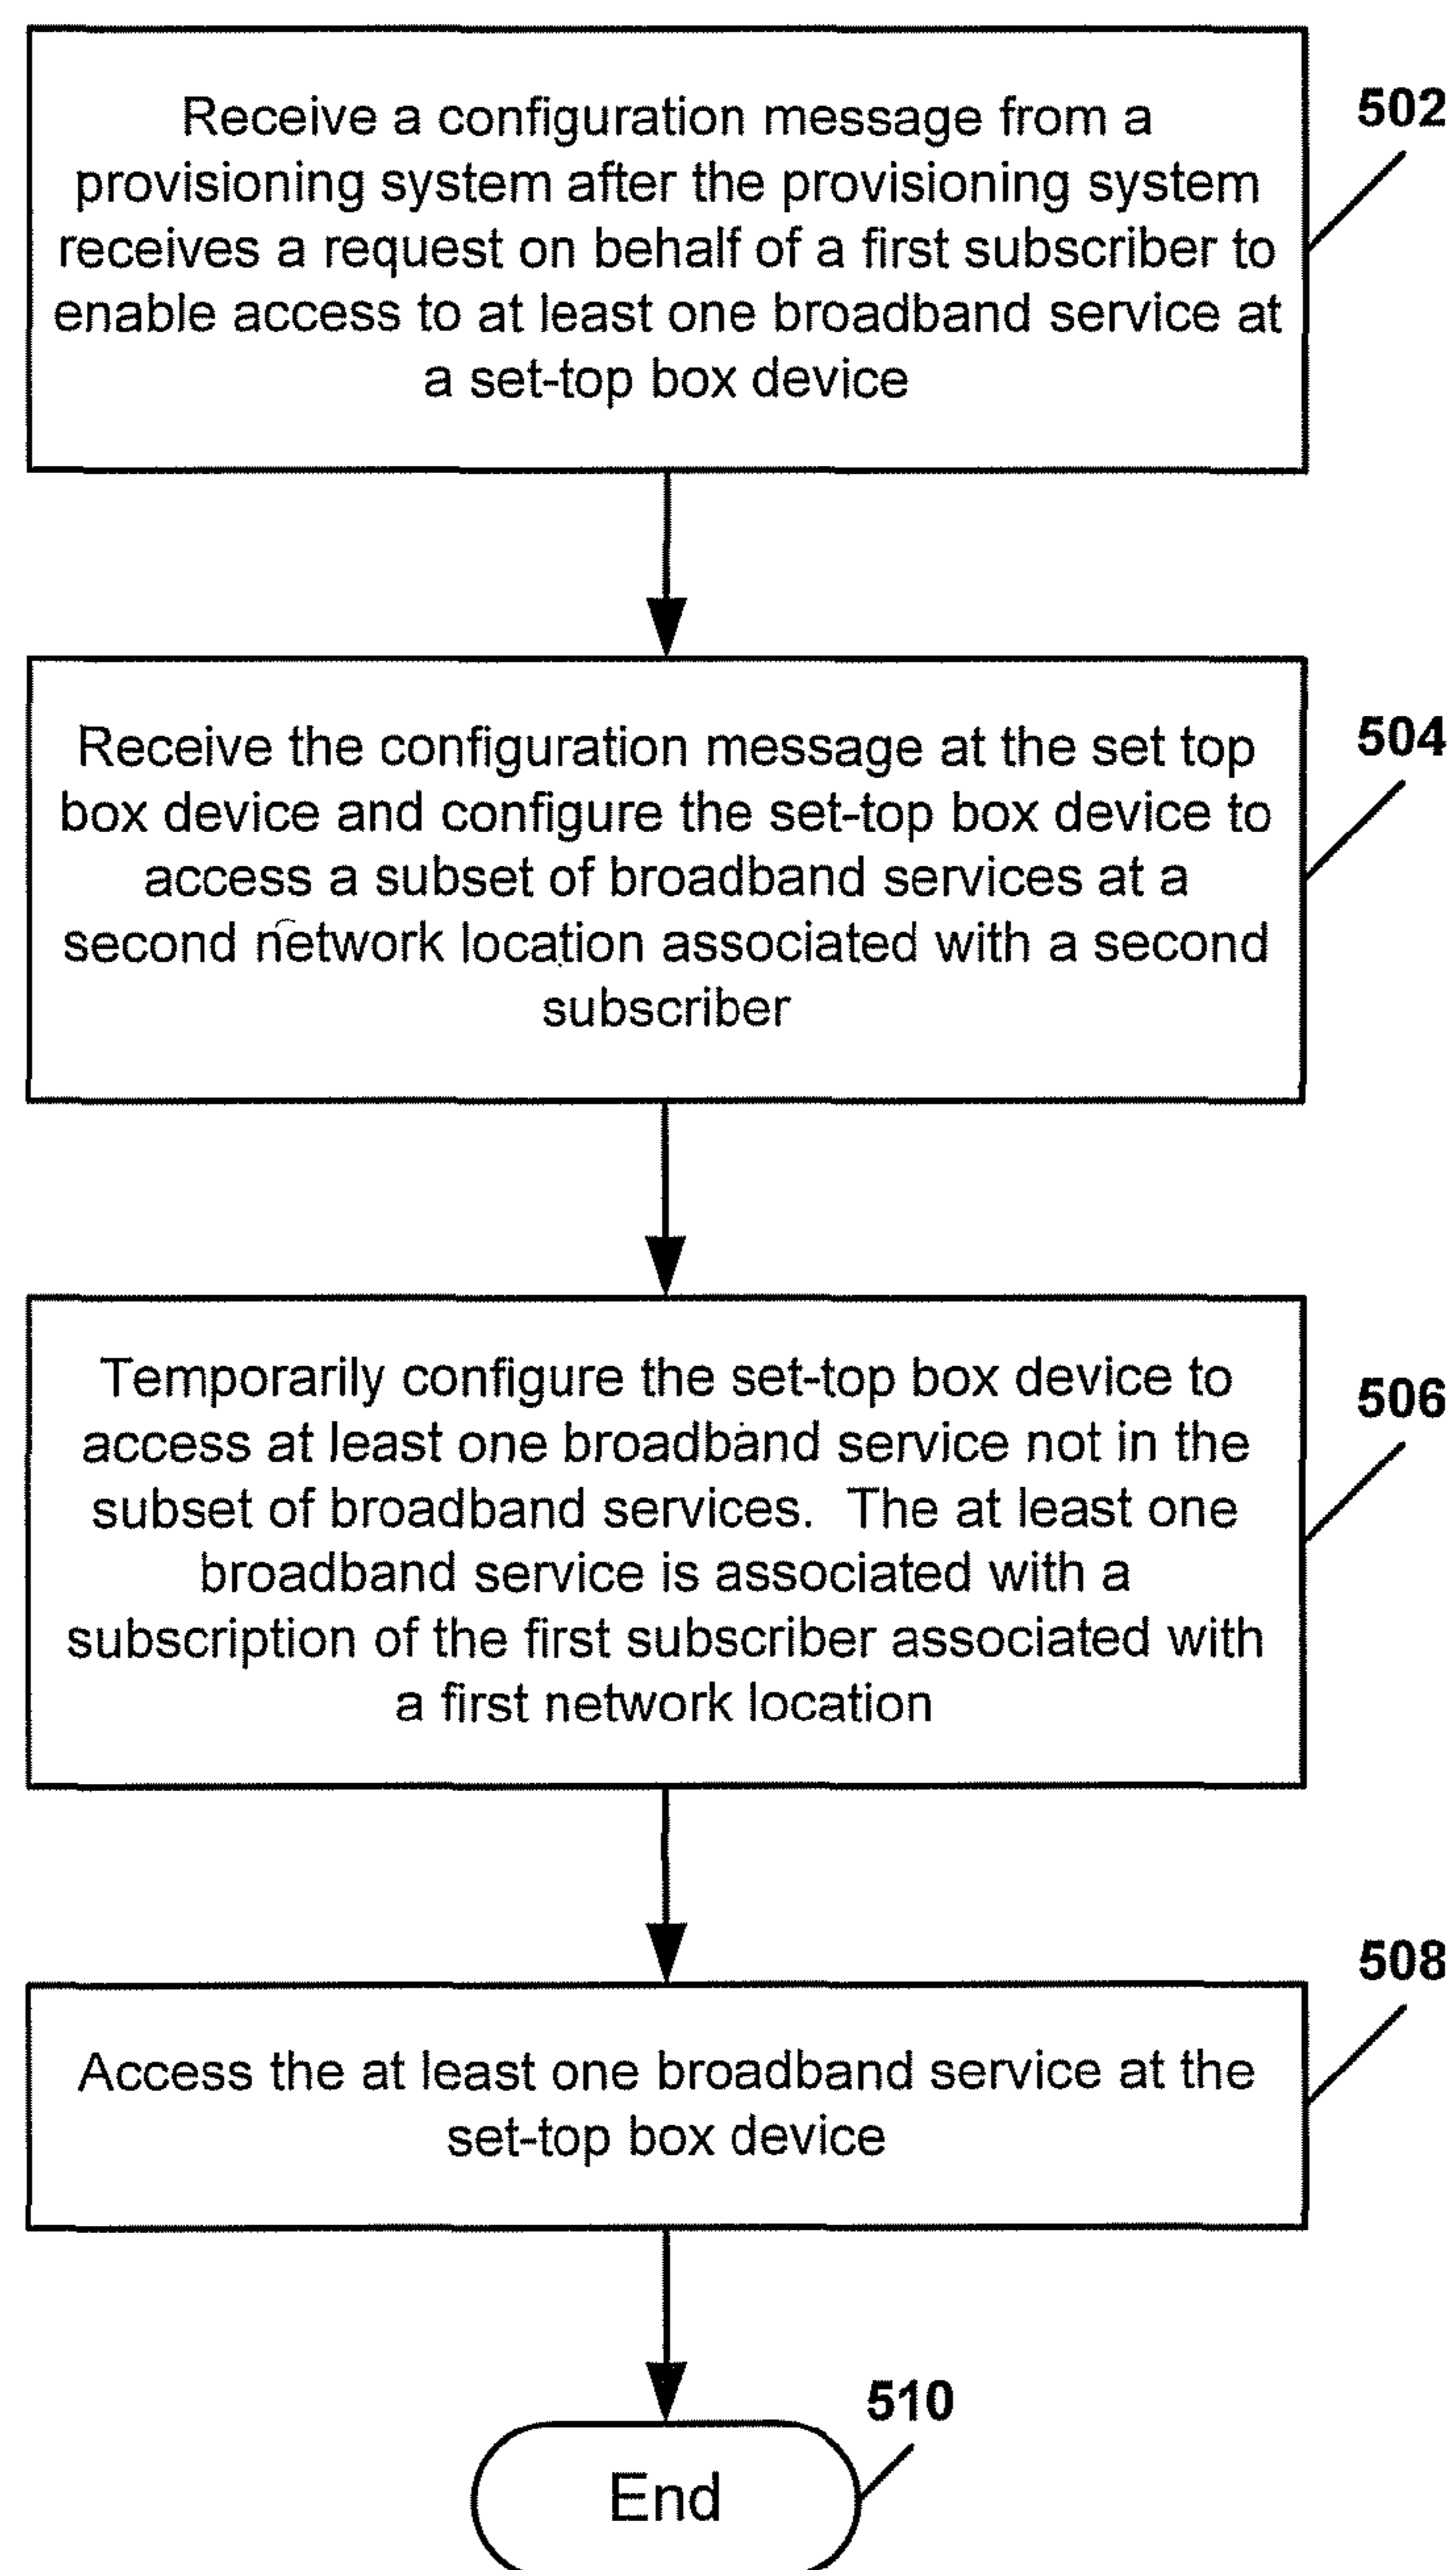 Receive a configuration message from a
provisioning system after the provisioning system
receives a request on behalf of a first subscriber to
enable access to at least one broadband service at
a set-top box device
502
Receive the configuration message at the set top
box device and configure the set-top box device to
access a subset of broadband services at a
second network location associated with a second
subscriber
504
Temporarily configure the set-top box device to
access at least one broadband service not in the
subset of broadband services. The at least one
broadband service is associated with a
subscription of the first subscriber associated with
a first network location
506
Access the at least one broadband service at the
set-top box device
508
End
510